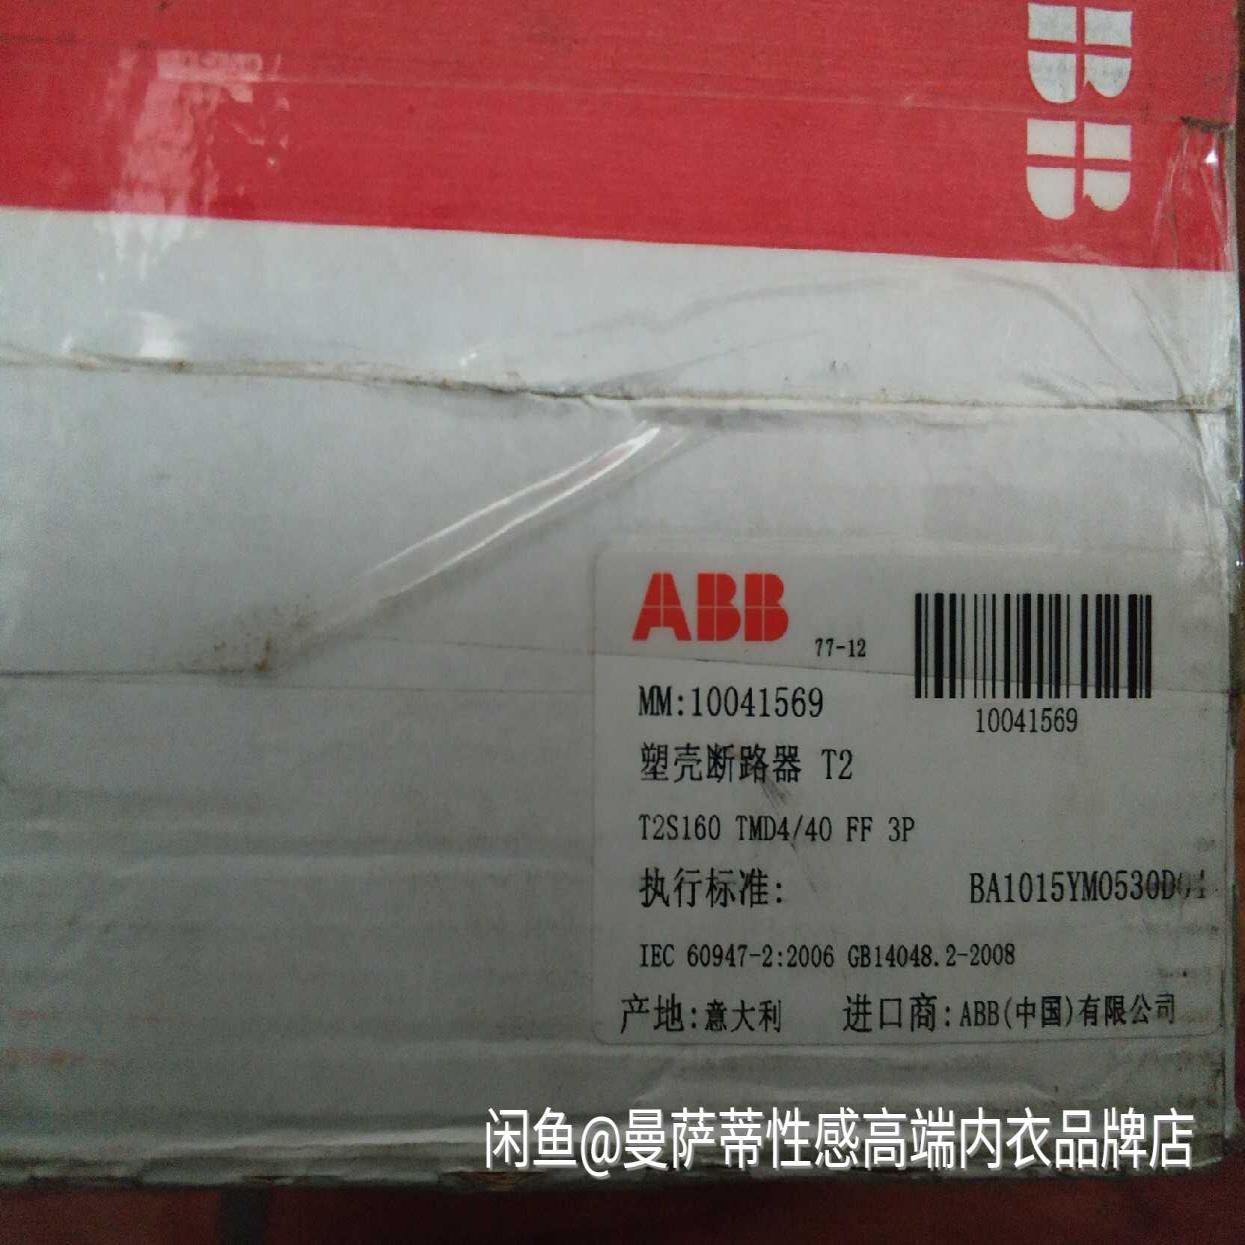 BB
ABB
77-12
10041569
MM:10041569
塑壳断路器 T2
T2S160 TMD4/40 FF 3P
执行标准:
BA1015YM0530D01
IEC 60947-2:2006 GB14048.2-2008
产地:意大利 进口商:ABB(中国)有限公司
闲鱼@曼萨蒂性感高端内衣品牌店